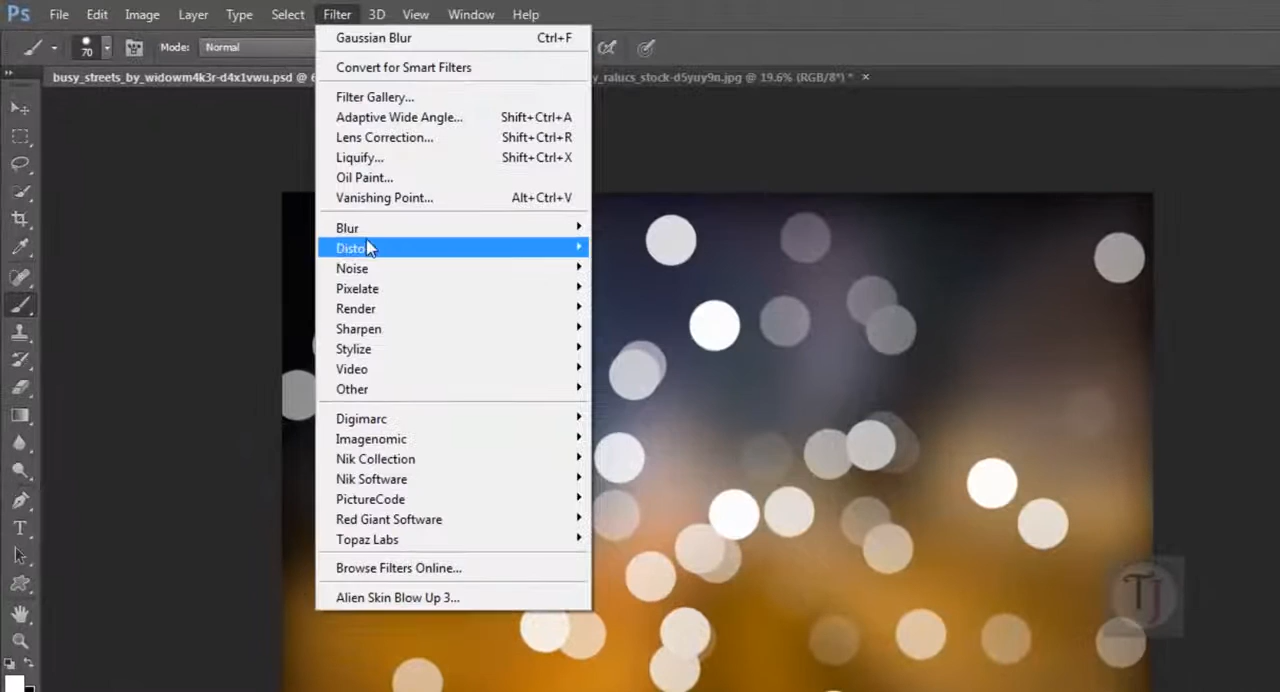 Ps File Edit Image Layer Type Select Filter 3D View Window Help
70 Mode: Normal
busy_streets_by_widowm4k3r-d4x1vwu.psd @ y_ralucs_stock-d5yuy9n.jpg @ 19.6% (RGB/8*) * ×
Gaussian Blur Ctrl+F
Convert for Smart Filters
Filter Gallery...
Adaptive Wide Angle... Shift+Ctrl+A
Lens Correction... Shift+Ctrl+R
Liquify... Shift+Ctrl+X
Oil Paint...
Vanishing Point... Alt+Ctrl+V
Blur
Disto
Noise
Pixelate
Render
Sharpen
Stylize
Video
Other
Digimarc
Imagenomic
Nik Collection
Nik Software
PictureCode
Red Giant Software
Topaz Labs
Browse Filters Online...
Alien Skin Blow Up 3...
T
TJ